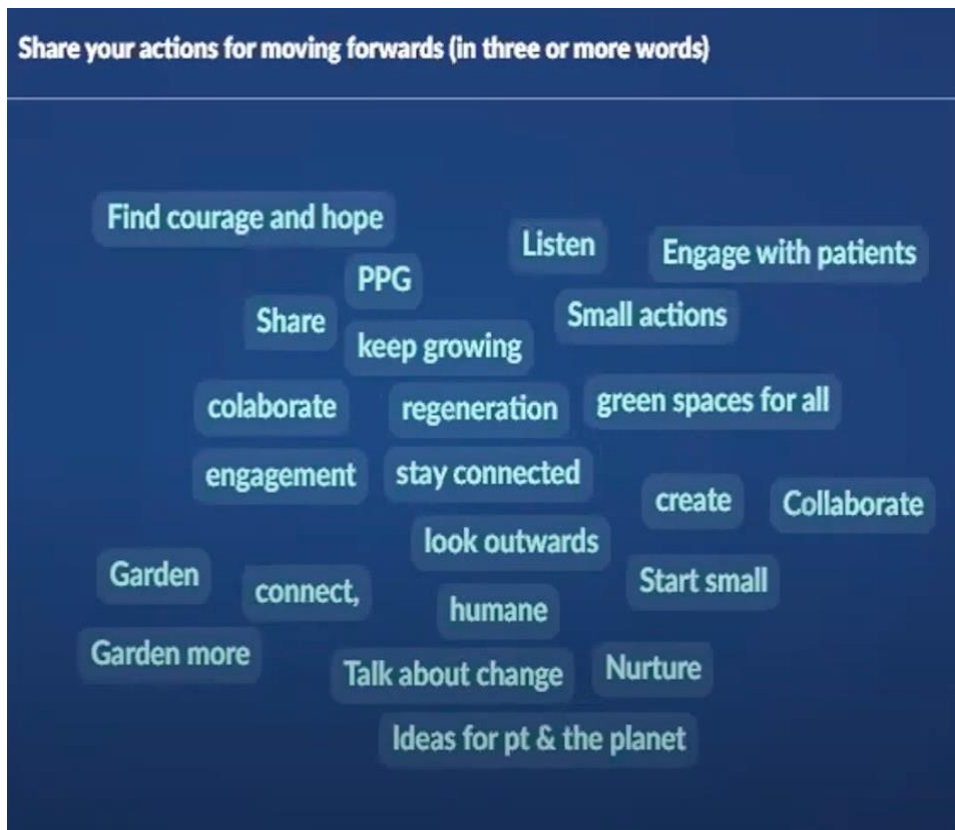 Share your actions for moving forwards (in three or more words)
Find courage and hope
Listen
Engage with patients
PPG
Share
Small actions
keep growing
colaborate
regeneration
green spaces for all
engagement
stay connected
create
Collaborate
look outwards
Garden
connect,
Start small
humane
Garden more
Talk about change
Nurture
Ideas for pt & the planet